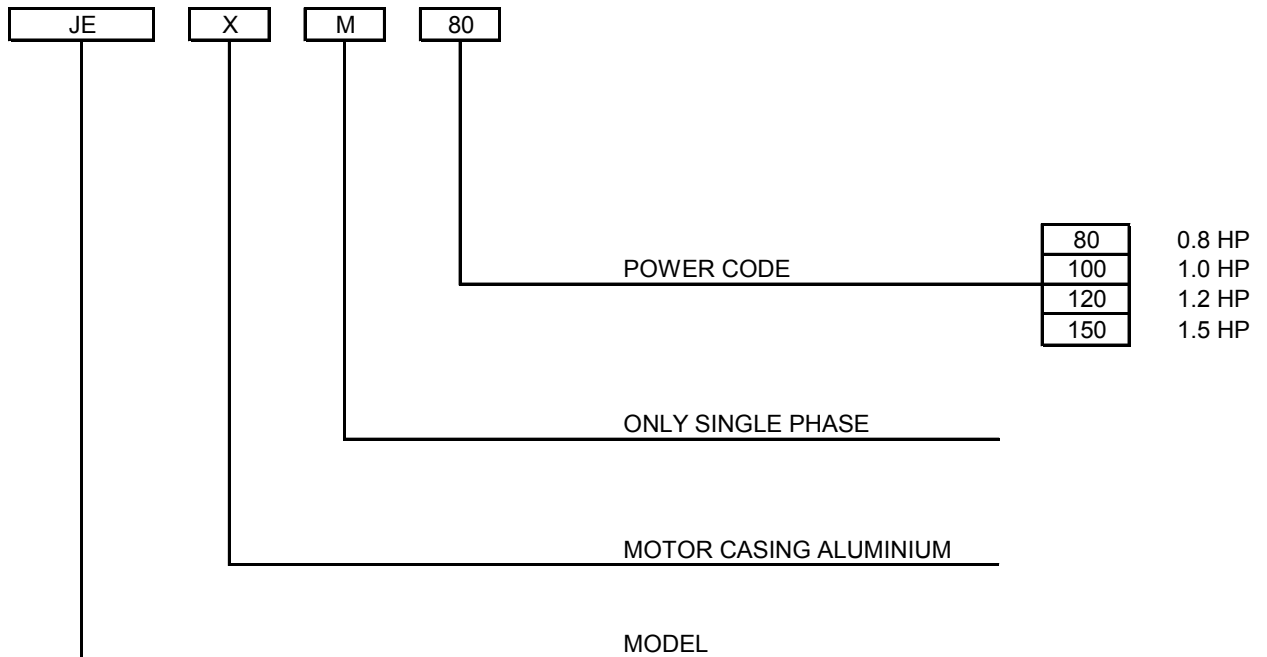 JE X M 80
80 0.8 HP
POWER CODE 100 1.0 HP
120 1.2 HP
150 1.5 HP
ONLY SINGLE PHASE
MOTOR CASING ALUMINIUM
MODEL